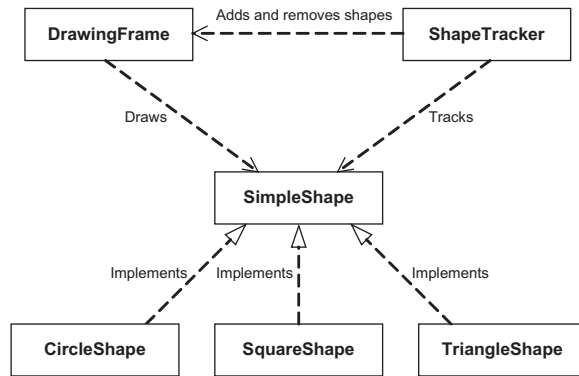 Adds and removes shapes
DrawingFrame
ShapeTracker
Draws
Tracks
SimpleShape
Implements
Implements
Implements
CircleShape
SquareShape
TriangleShape